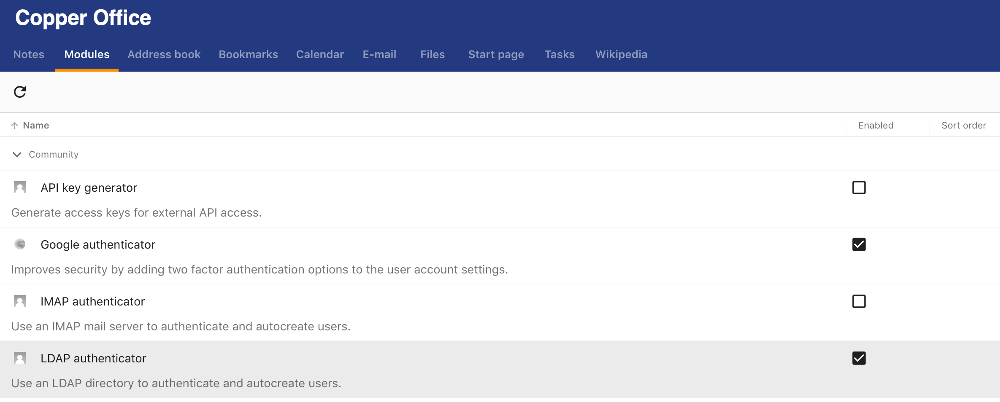 Copper Office
Notes Modules Address book Bookmarks Calendar E-mail Files Start page Tasks Wikipedia
Name Enabled Sort order
Community
API key generator
Generate access keys for external API access.
Google authenticator
Improves security by adding two factor authentication options to the user account settings.
IMAP authenticator
Use an IMAP mail server to authenticate and autocreate users.
LDAP authenticator
Use an LDAP directory to authenticate and autocreate users.